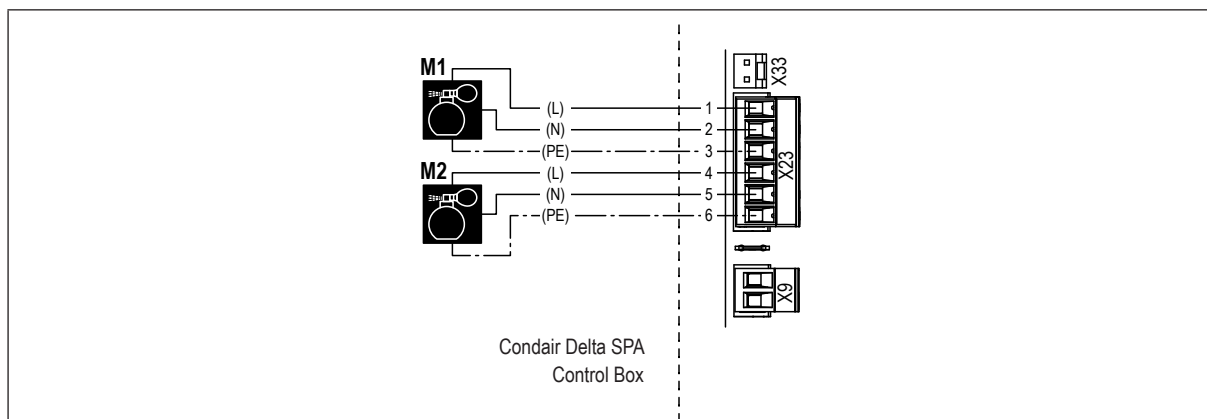 M1
X33
(L) 1
(N) 2
(PE) 3
M2
(L) 4
(N) 5
(PE) 6
X23
X9
Condair Delta SPA
Control Box